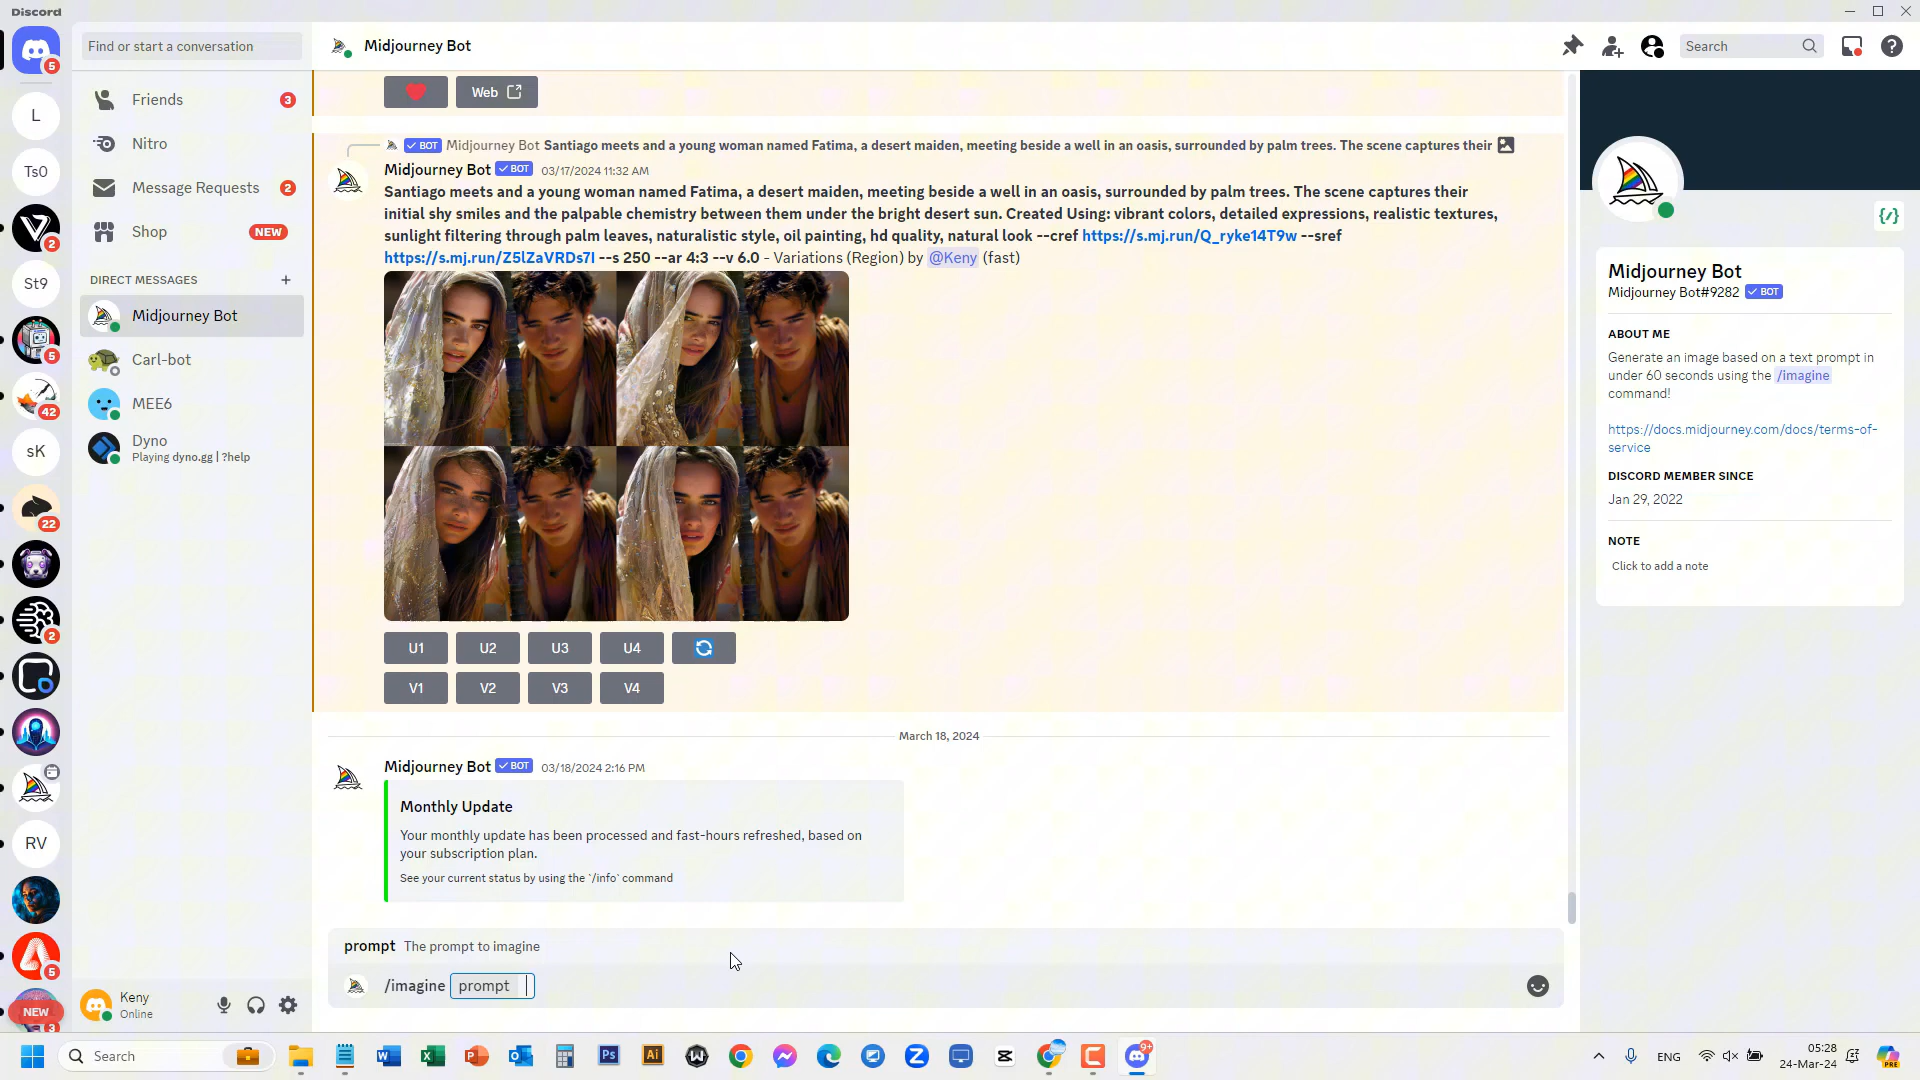 Discord
5
L
Ts0
2
St9
5
42
sK
22
2
RV
5
NEW
3
Find or start a conversation
Friends 3
Nitro
Message Requests 2
Shop NEW
DIRECT MESSAGES +
Midjourney Bot
Carl-bot
MEE6
Dyno
Playing dyno.gg | ?help
Keny
Online
Midjourney Bot
Search
Web
BOT Midjourney Bot Santiago meets and a young woman named Fatima, a desert maiden, meeting beside a well in an oasis, surrounded by palm trees. The scene captures their
Midjourney Bot BOT 03/17/2024 11:32 AM
Santiago meets and a young woman named Fatima, a desert maiden, meeting beside a well in an oasis, surrounded by palm trees. The scene captures their
initial shy smiles and the palpable chemistry between them under the bright desert sun. Created Using: vibrant colors, detailed expressions, realistic textures,
sunlight filtering through palm leaves, naturalistic style, oil painting, hd quality, natural look --cref https://s.mj.run/Q_ryke14T9w --sref
https://s.mj.run/Z5lZaVRDs7I --s 250 --ar 4:3 --v 6.0 - Variations (Region) by @Keny (fast)
U1 U2 U3 U4
V1 V2 V3 V4
March 18, 2024
Midjourney Bot BOT 03/18/2024 2:16 PM
Monthly Update
Your monthly update has been processed and fast-hours refreshed, based on
your subscription plan.
See your current status by using the `/info` command
prompt The prompt to imagine
/imagine prompt
Midjourney Bot
Midjourney Bot#9282 BOT
ABOUT ME
Generate an image based on a text prompt in
under 60 seconds using the /imagine
command!
https://docs.midjourney.com/docs/terms-of-
service
DISCORD MEMBER SINCE
Jan 29, 2022
NOTE
Click to add a note
Search
Ps
Ai
9+
ENG
05:28
24-Mar-24
PRE